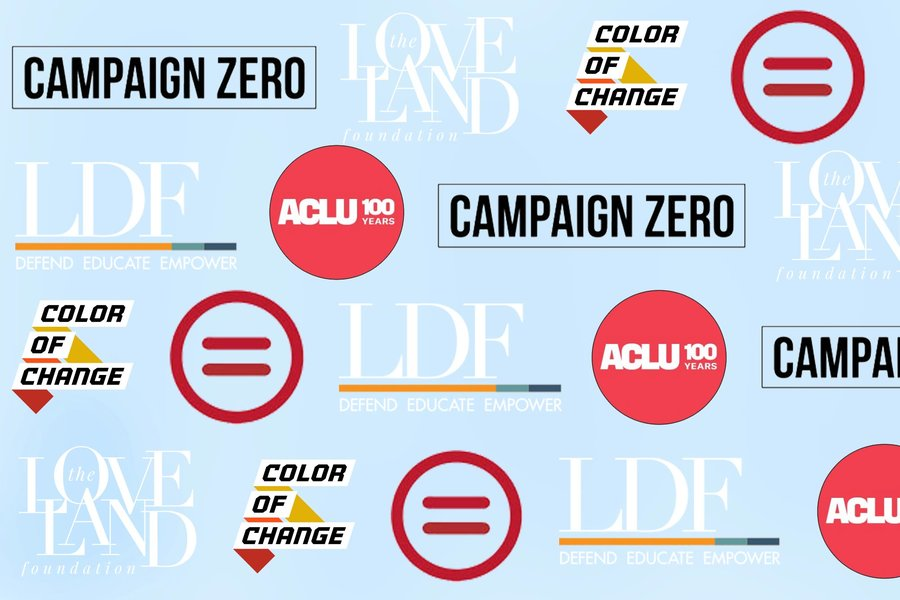 CAMPAIGN ZERO
the
LOVE
LAND
foundation
COLOR
OF
CHANGE
LDF
DEFEND EDUCATE EMPOWER
ACLU 100
YEARS
CAMPAIGN ZERO
the
LOV
LAN
foundation
COLOR
OF
CHANGE
LDF
DEFEND EDUCATE EMPOWER
ACLU 100
YEARS
CAMPAI
the
LOVE
LAND
foundation
COLOR
OF
CHANGE
LDF
DEFEND EDUCATE EMPOWER
ACLU